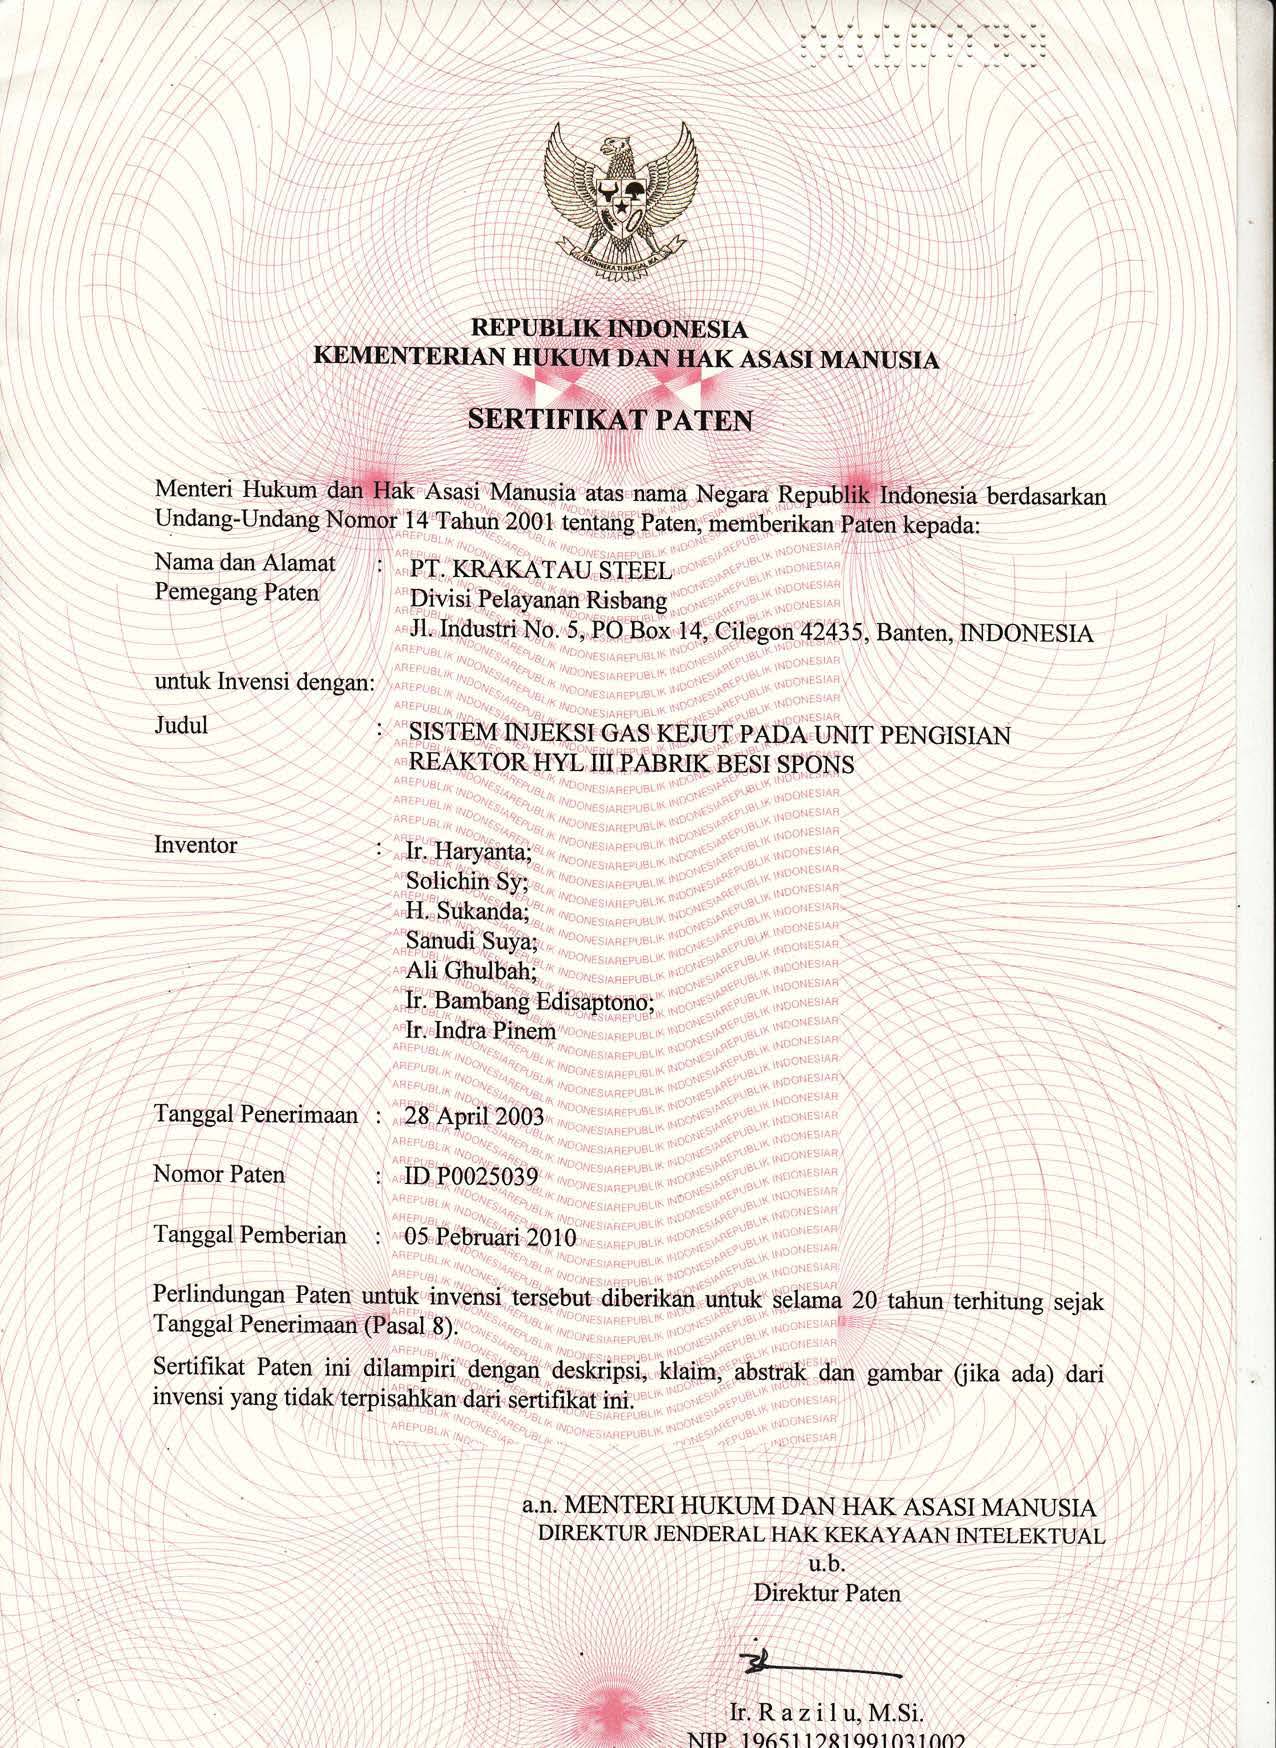 BHINNEKA TUNGGAL IKA
REPUBLIK INDONESIA
KEMENTERIAN HUKUM DAN HAK ASASI MANUSIA
SERTIFIKAT PATEN
Menteri Hukum dan Hak Asasi Manusia atas nama Negara Republik Indonesia berdasarkan
Undang-Undang Nomor 14 Tahun 2001 tentang Paten, memberikan Paten kepada:
Nama dan Alamat : PT. KRAKATAU STEEL
Pemegang Paten Divisi Pelayanan Risbang
Jl. Industri No. 5, PO Box 14, Cilegon 42435, Banten, INDONESIA
untuk Invensi dengan:
Judul : SISTEM INJEKSI GAS KEJUT PADA UNIT PENGISIAN
REAKTOR HYL III PABRIK BESI SPONS
Inventor : Ir. Haryanta;
Solichin Sy;
H. Sukanda;
Sanudi Suya;
Ali Ghulbah;
Ir. Bambang Edisaptono;
Ir. Indra Pinem
Tanggal Penerimaan : 28 April 2003
Nomor Paten : ID P0025039
Tanggal Pemberian : 05 Pebruari 2010
Perlindungan Paten untuk invensi tersebut diberikan untuk selama 20 tahun terhitung sejak
Tanggal Penerimaan (Pasal 8).
Sertifikat Paten ini dilampiri dengan deskripsi, klaim, abstrak dan gambar (jika ada) dari
invensi yang tidak terpisahkan dari sertifikat ini.
a.n. MENTERI HUKUM DAN HAK ASASI MANUSIA
DIREKTUR JENDERAL HAK KEKAYAAN INTELEKTUAL
u.b.
Direktur Paten
Ir. R a z i l u, M.Si.
NIP. 196511281991031002